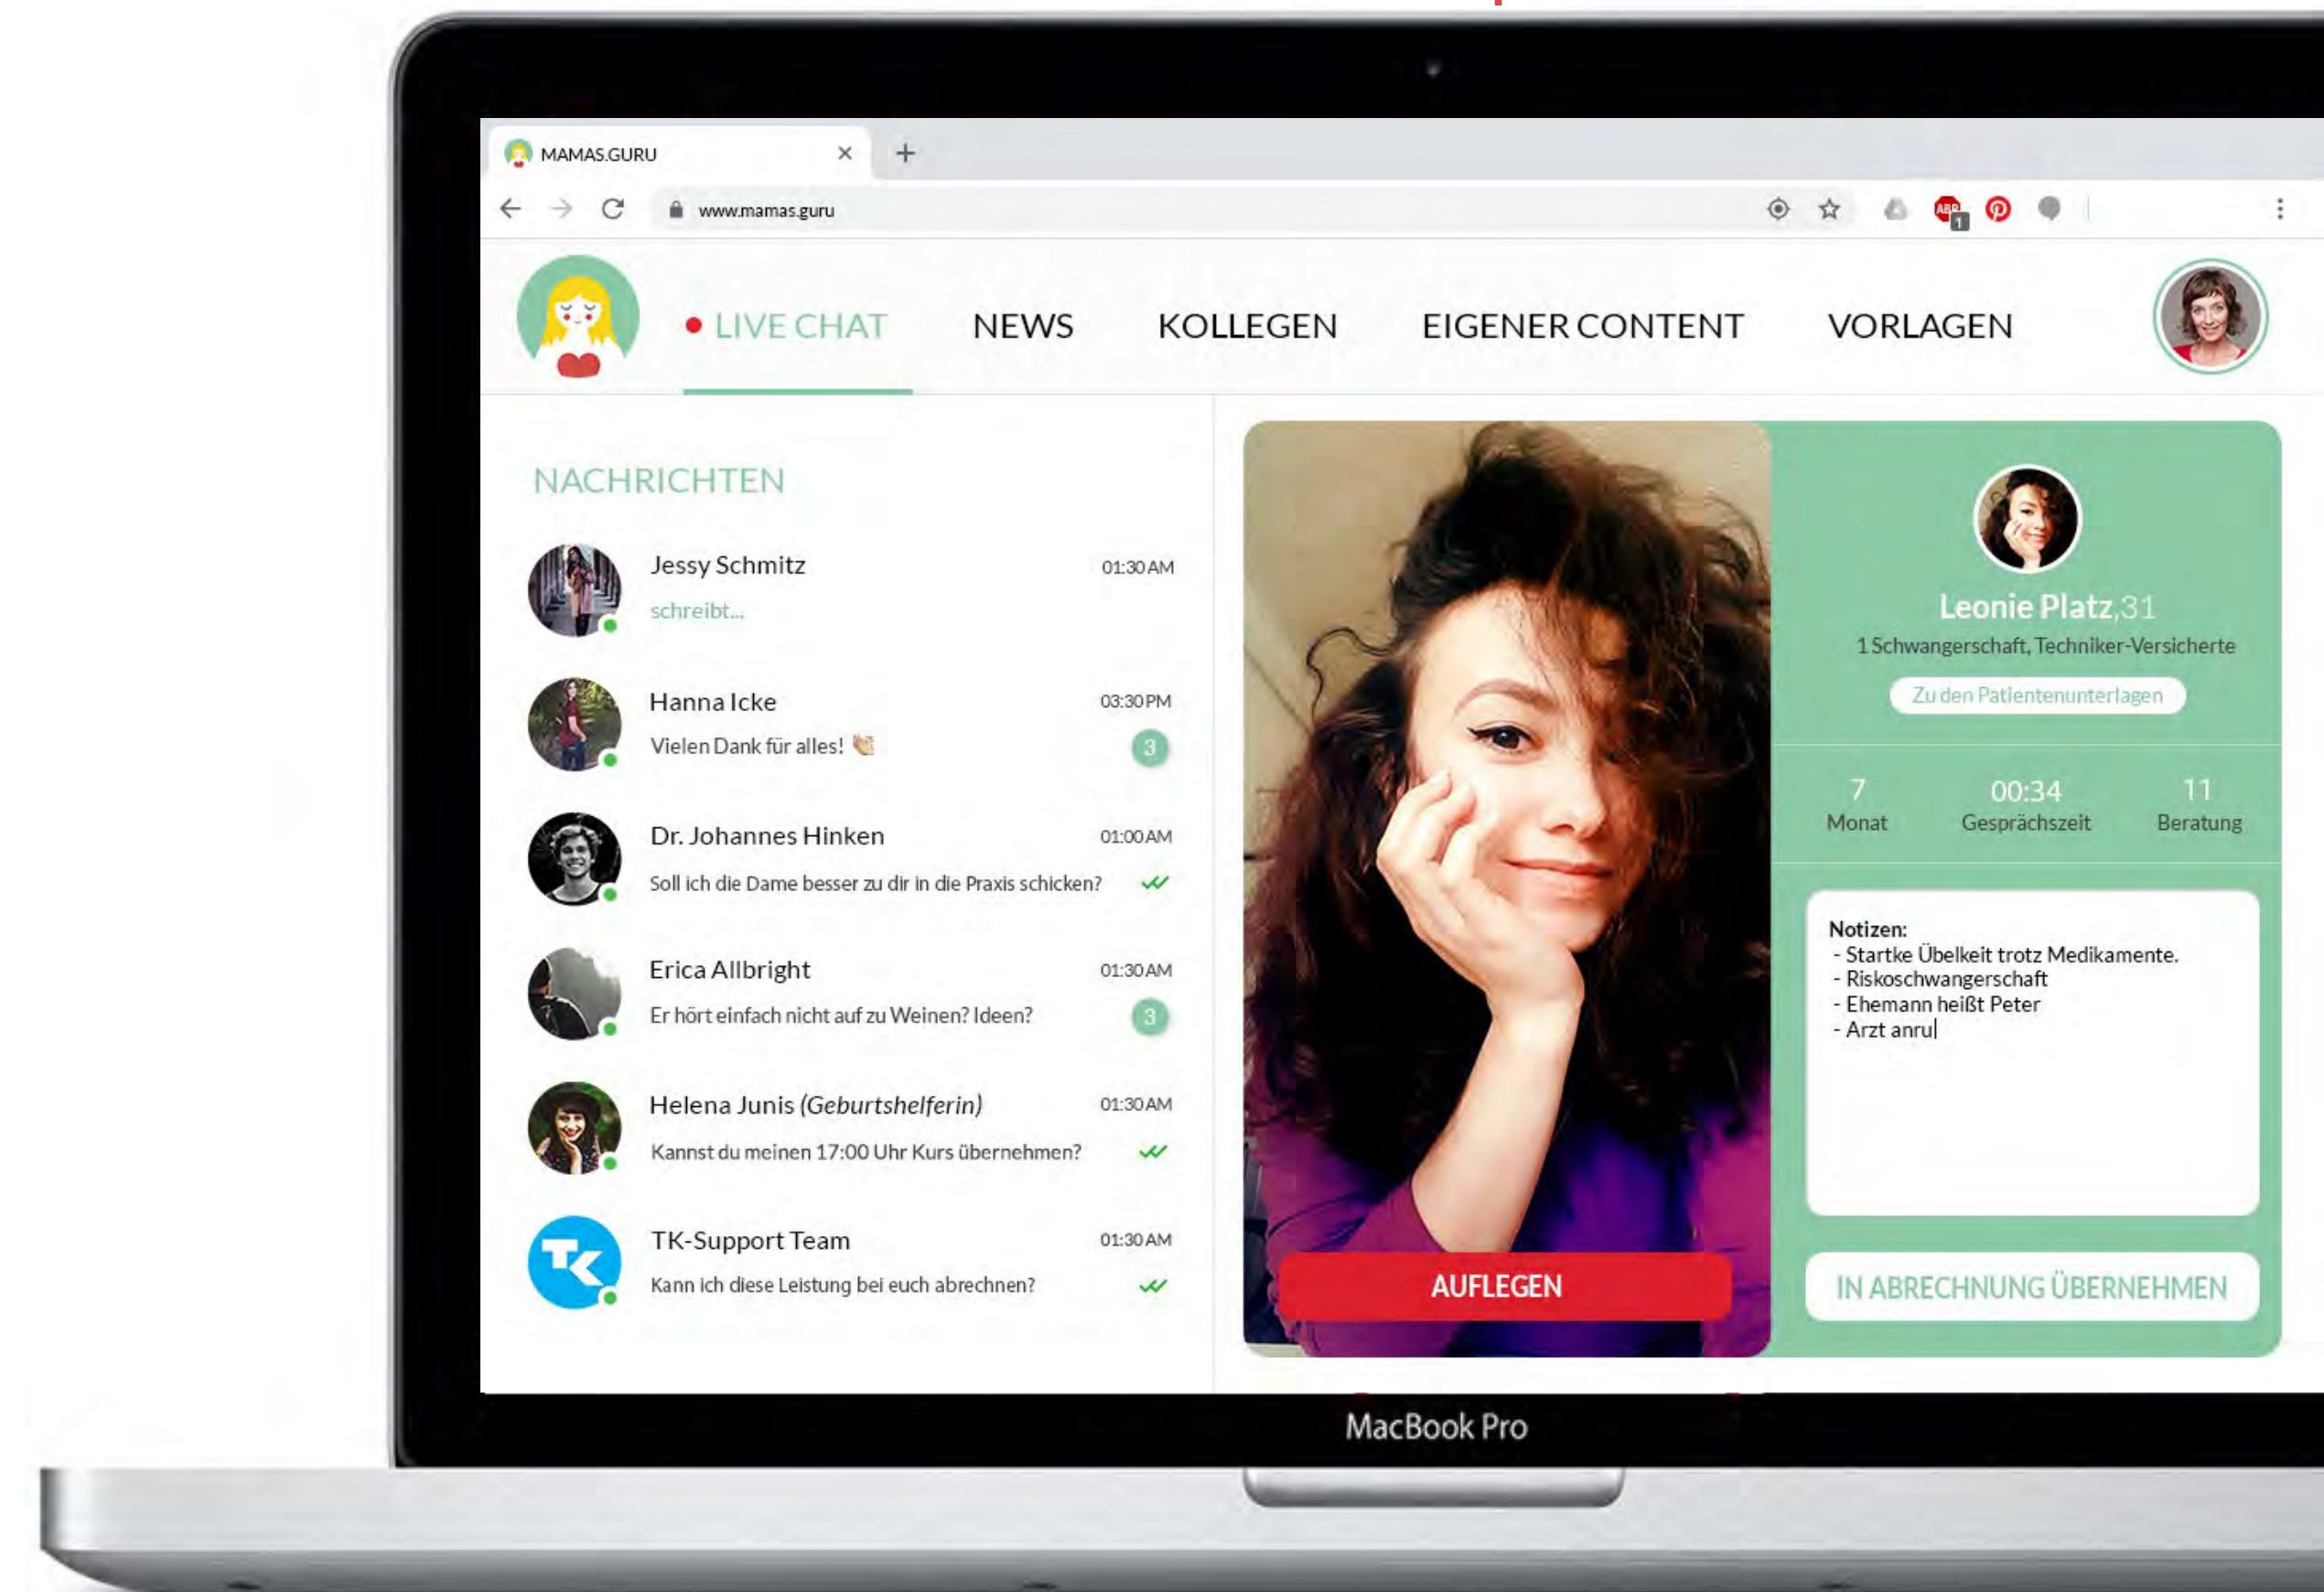 MAMAS.GURU
www.mamas.guru
ABP
1
LIVE CHAT
NEWS
KOLLEGEN
EIGENER CONTENT
VORLAGEN
NACHRICHTEN
Jessy Schmitz
01:30 AM
schreibt...
Hanna Icke
03:30 PM
Vielen Dank für alles! 👏🏼
3
Dr. Johannes Hinken
01:00 AM
Soll ich die Dame besser zu dir in die Praxis schicken?
Erica Allbright
01:30 AM
Er hört einfach nicht auf zu Weinen? Ideen?
3
Helena Junis (Geburtshelferin)
01:30 AM
Kannst du meinen 17:00 Uhr Kurs übernehmen?
TK
TK-Support Team
01:30 AM
Kann ich diese Leistung bei euch abrechnen?
AUFLEGEN
Leonie Platz,31
1 Schwangerschaft, Techniker-Versicherte
Zu den Patientenunterlagen
7
Monat
00:34
Gesprächszeit
11
Beratung
Notizen:
- Startke Übelkeit trotz Medikamente.
- Riskoschwangerschaft
- Ehemann heißt Peter
- Arzt anru
IN ABRECHNUNG ÜBERNEHMEN
MacBook Pro